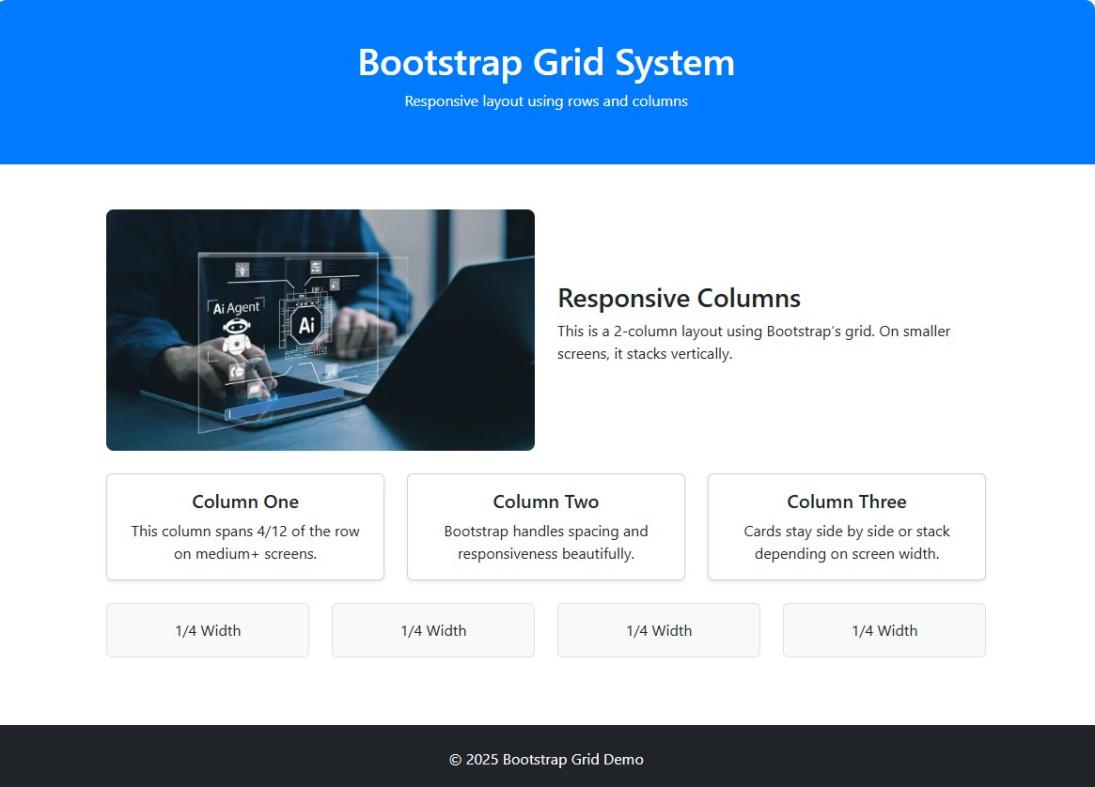 Bootstrap Grid System
Responsive layout using rows and columns
Ai Agent
Ai
Responsive Columns
This is a 2-column layout using Bootstrap's grid. On smaller
screens, it stacks vertically.
Column One
This column spans 4/12 of the row
on medium+ screens.
Column Two
Bootstrap handles spacing and
responsiveness beautifully.
Column Three
Cards stay side by side or stack
depending on screen width.
1/4 Width
1/4 Width
1/4 Width
1/4 Width
© 2025 Bootstrap Grid Demo